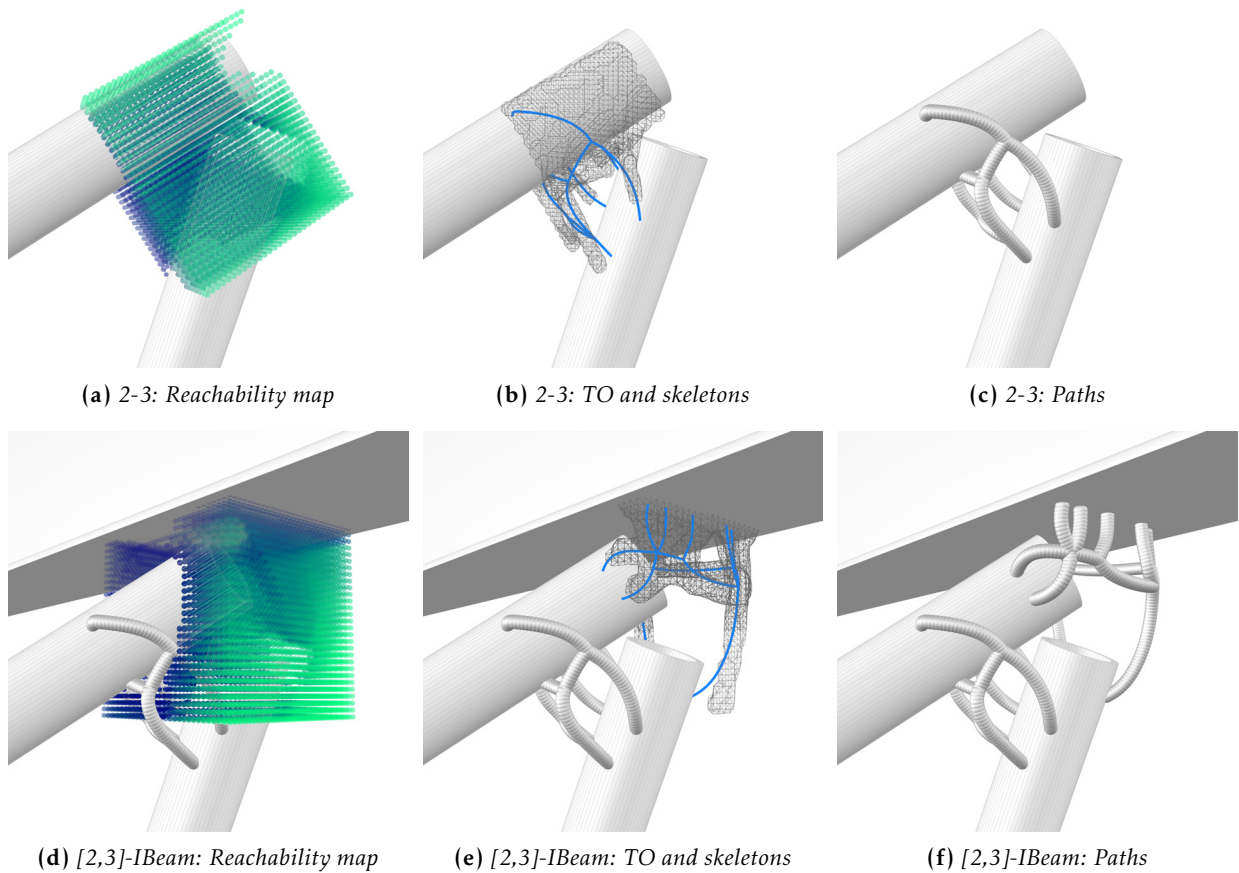 (a) 2-3: Reachability map
(b) 2-3: TO and skeletons
(c) 2-3: Paths
(d) [2,3]-IBeam: Reachability map
(e) [2,3]-IBeam: TO and skeletons
(f) [2,3]-IBeam: Paths